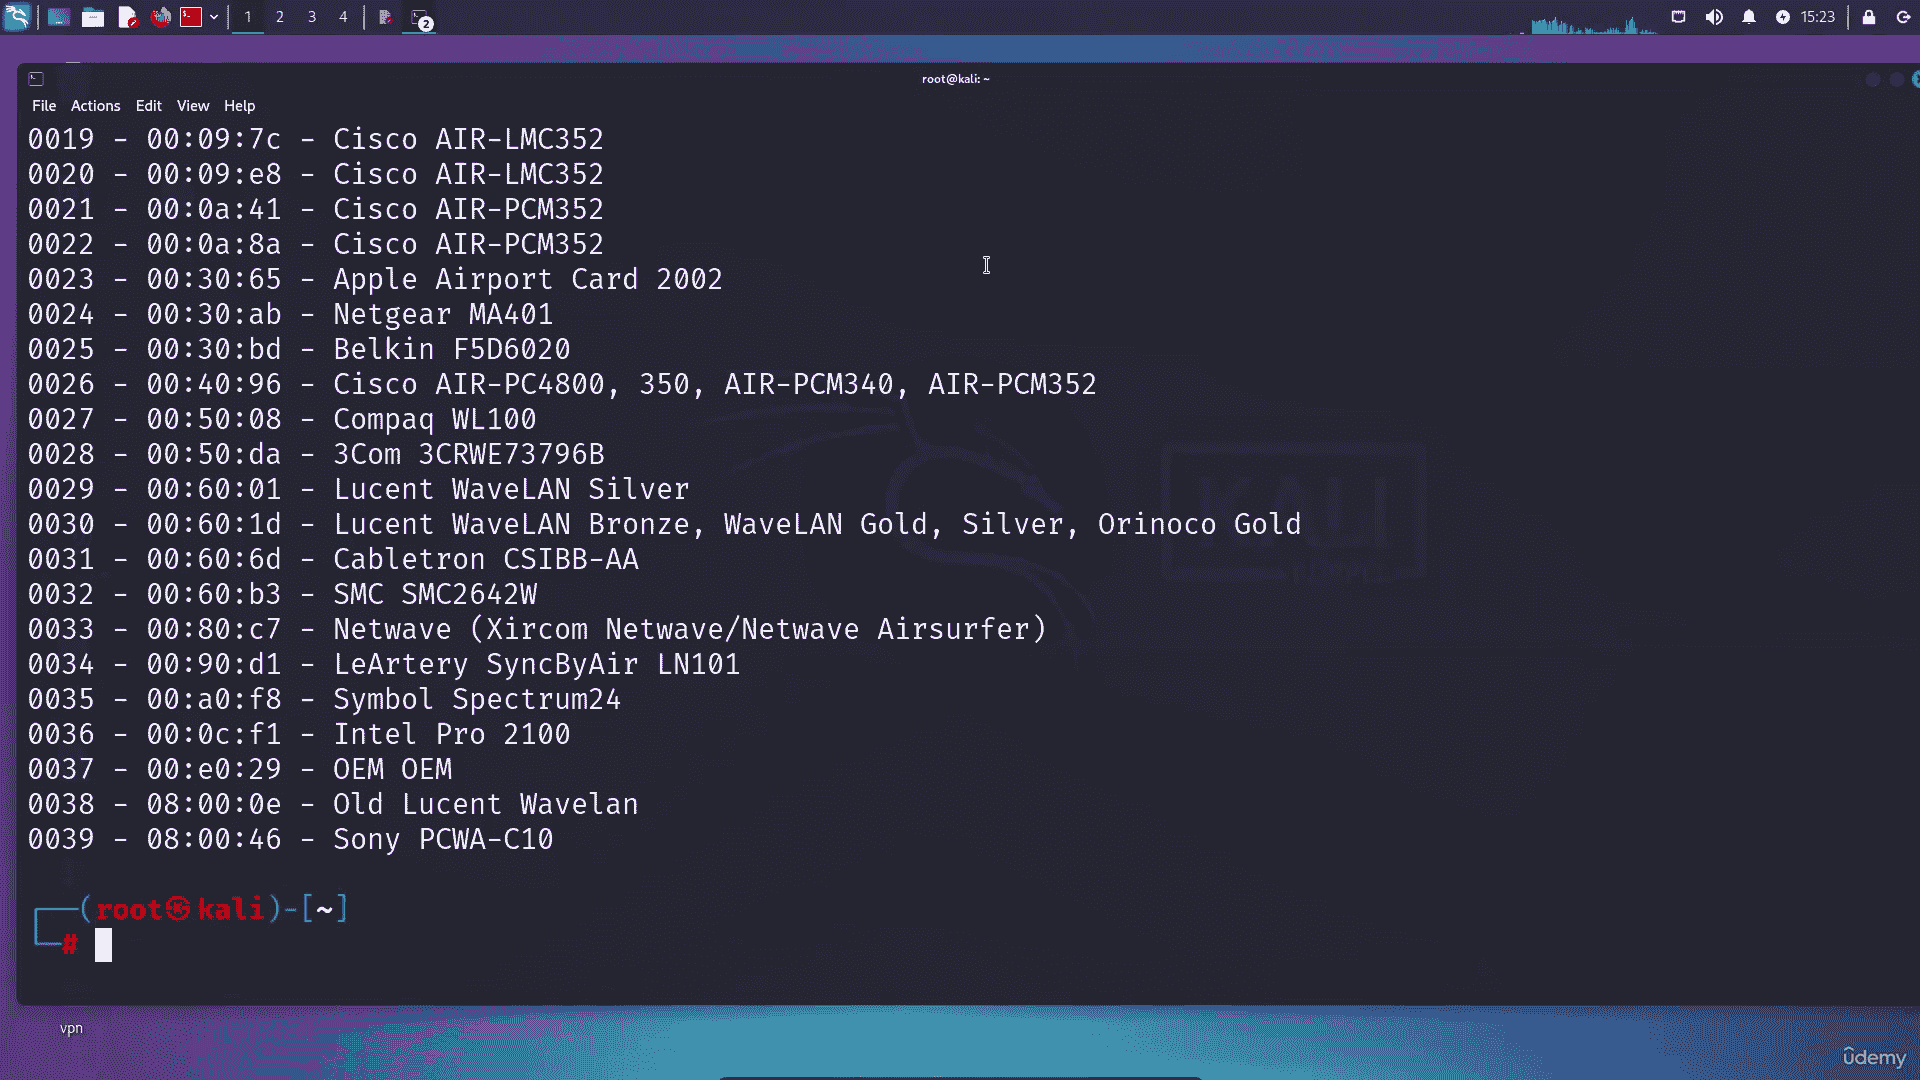 1 2 3 4 2 15:23
root@kali: ~
File Actions Edit View Help
0019 - 00:09:7c - Cisco AIR-LMC352
0020 - 00:09:e8 - Cisco AIR-LMC352
0021 - 00:0a:41 - Cisco AIR-PCM352
0022 - 00:0a:8a - Cisco AIR-PCM352
0023 - 00:30:65 - Apple Airport Card 2002
0024 - 00:30:ab - Netgear MA401
0025 - 00:30:bd - Belkin F5D6020
0026 - 00:40:96 - Cisco AIR-PC4800, 350, AIR-PCM340, AIR-PCM352
0027 - 00:50:08 - Compaq WL100
0028 - 00:50:da - 3Com 3CRWE73796B
0029 - 00:60:01 - Lucent WaveLAN Silver
0030 - 00:60:1d - Lucent WaveLAN Bronze, WaveLAN Gold, Silver, Orinoco Gold
0031 - 00:60:6d - Cabletron CSIBB-AA
0032 - 00:60:b3 - SMC SMC2642W
0033 - 00:80:c7 - Netwave (Xircom Netwave/Netwave Airsurfer)
0034 - 00:90:d1 - LeArtery SyncByAir LN101
0035 - 00:a0:f8 - Symbol Spectrum24
0036 - 00:0c:f1 - Intel Pro 2100
0037 - 00:e0:29 - OEM OEM
0038 - 08:00:0e - Old Lucent Wavelan
0039 - 08:00:46 - Sony PCWA-C10
┌──(root㉿kali)-[~]
└─#
KALI
vpn
ûdemy